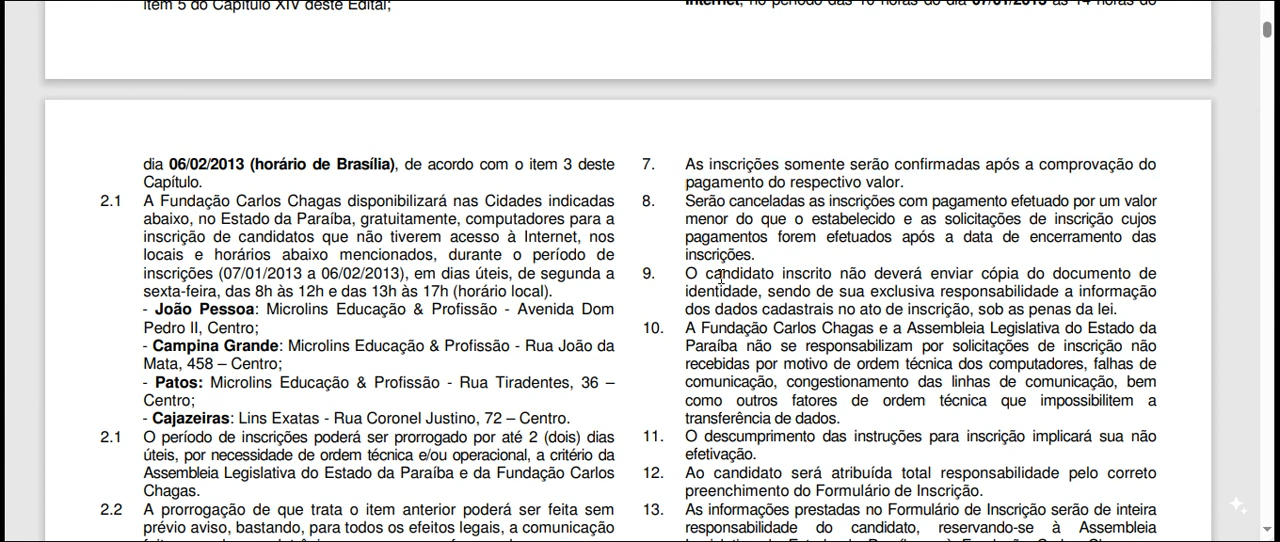 item 5 do Capítulo XIV deste Edital;
Internet, no período das 10 horas do dia 07/01/2013 às 14 horas do
dia 06/02/2013 (horário de Brasília), de acordo com o item 3 deste
Capítulo.
2.1 A Fundação Carlos Chagas disponibilizará nas Cidades indicadas
abaixo, no Estado da Paraíba, gratuitamente, computadores para a
inscrição de candidatos que não tiverem acesso à Internet, nos
locais e horários abaixo mencionados, durante o período de
inscrições (07/01/2013 a 06/02/2013), em dias úteis, de segunda a
sexta-feira, das 8h às 12h e das 13h às 17h (horário local).
- João Pessoa: Microlins Educação & Profissão - Avenida Dom
Pedro II, Centro;
- Campina Grande: Microlins Educação & Profissão - Rua João da
Mata, 458 – Centro;
- Patos: Microlins Educação & Profissão - Rua Tiradentes, 36 –
Centro;
- Cajazeiras: Lins Exatas - Rua Coronel Justino, 72 – Centro.
2.1 O período de inscrições poderá ser prorrogado por até 2 (dois) dias
úteis, por necessidade de ordem técnica e/ou operacional, a critério da
Assembleia Legislativa do Estado da Paraíba e da Fundação Carlos
Chagas.
2.2 A prorrogação de que trata o item anterior poderá ser feita sem
prévio aviso, bastando, para todos os efeitos legais, a comunicação
7. As inscrições somente serão confirmadas após a comprovação do
pagamento do respectivo valor.
8. Serão canceladas as inscrições com pagamento efetuado por um valor
menor do que o estabelecido e as solicitações de inscrição cujos
pagamentos forem efetuados após a data de encerramento das
inscrições.
9. O candidato inscrito não deverá enviar cópia do documento de
identidade, sendo de sua exclusiva responsabilidade a informação
dos dados cadastrais no ato de inscrição, sob as penas da lei.
10. A Fundação Carlos Chagas e a Assembleia Legislativa do Estado da
Paraíba não se responsabilizam por solicitações de inscrição não
recebidas por motivo de ordem técnica dos computadores, falhas de
comunicação, congestionamento das linhas de comunicação, bem
como outros fatores de ordem técnica que impossibilitem a
transferência de dados.
11. O descumprimento das instruções para inscrição implicará sua não
efetivação.
12. Ao candidato será atribuída total responsabilidade pelo correto
preenchimento do Formulário de Inscrição.
13. As informações prestadas no Formulário de Inscrição serão de inteira
responsabilidade do candidato, reservando-se à Assembleia